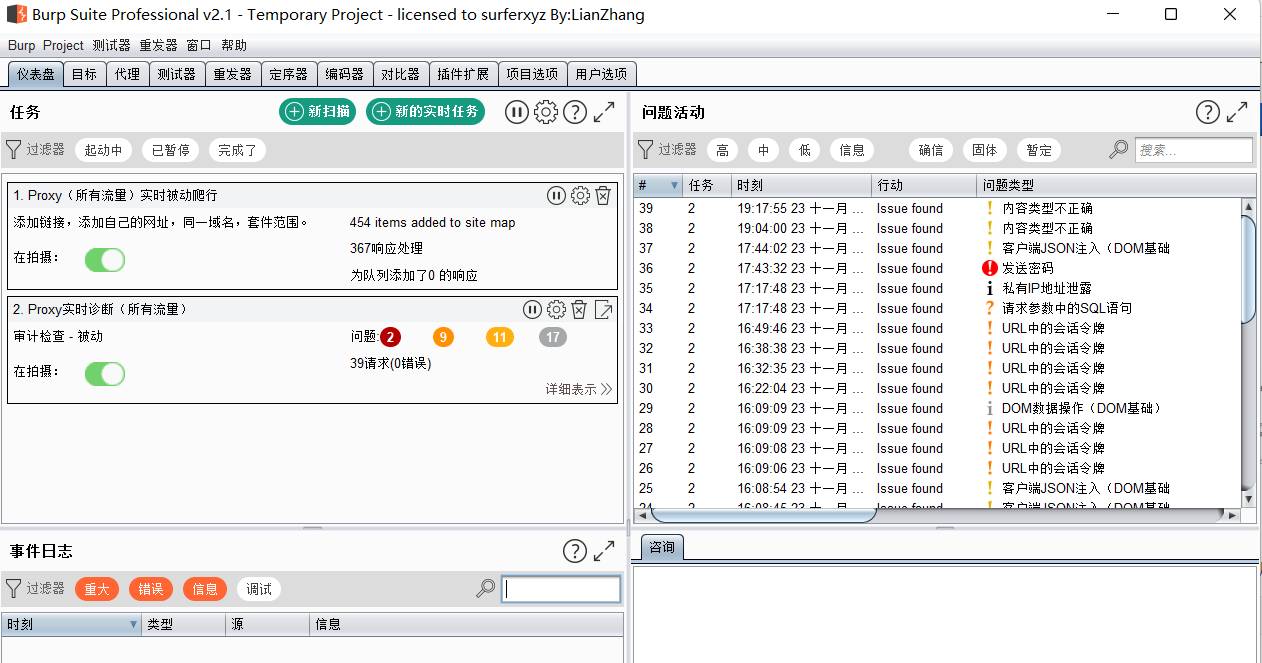 Burp Suite Professional v2.1 - Temporary Project - licensed to surferxyz By:LianZhang
Burp Project 测试器 重发器 窗口 帮助
仪表盘 目标 代理 测试器 重发器 定序器 编码器 对比器 插件扩展 项目选项 用户选项
任务 新扫描 新的实时任务
过滤器 起动中 已暂停 完成了
1. Proxy（所有流量）实时被动爬行
添加链接，添加自己的网址，同一域名，套件范围。 454 items added to site map
367响应处理
在拍摄：
为队列添加了0 的响应
2. Proxy实时诊断（所有流量）
审计检查 - 被动 问题: 2 9 11 17
39请求(0错误)
在拍摄：
详细表示
问题活动
过滤器 高 中 低 信息 确信 固体 暂定 搜索...
# 任务 时刻 行动 问题类型
39 2 19:17:55 23 十一月 ... Issue found 内容类型不正确
38 2 19:04:00 23 十一月 ... Issue found 内容类型不正确
37 2 17:44:02 23 十一月 ... Issue found 客户端JSON注入（DOM基础
36 2 17:43:32 23 十一月 ... Issue found 发送密码
35 2 17:17:48 23 十一月 ... Issue found 私有IP地址泄露
34 2 17:17:48 23 十一月 ... Issue found 请求参数中的SQL语句
33 2 16:49:46 23 十一月 ... Issue found URL中的会话令牌
32 2 16:38:38 23 十一月 ... Issue found URL中的会话令牌
31 2 16:32:35 23 十一月 ... Issue found URL中的会话令牌
30 2 16:22:04 23 十一月 ... Issue found URL中的会话令牌
29 2 16:09:09 23 十一月 ... Issue found DOM数据操作（DOM基础）
28 2 16:09:09 23 十一月 ... Issue found URL中的会话令牌
27 2 16:09:08 23 十一月 ... Issue found URL中的会话令牌
26 2 16:09:06 23 十一月 ... Issue found URL中的会话令牌
25 2 16:08:54 23 十一月 ... Issue found 客户端JSON注入（DOM基础
24 2 16:08:45 23 十一月 ... Issue found 客户端JSON注入（DOM基础
事件日志
过滤器 重大 错误 信息 调试
时刻 类型 源 信息
咨询